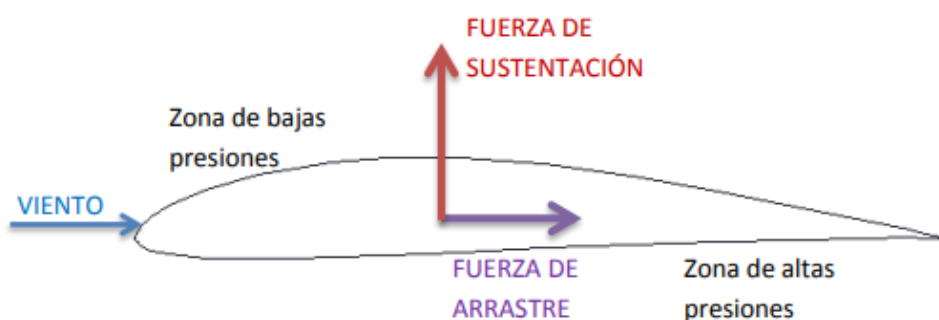 FUERZA DE
SUSTENTACIÓN
Zona de bajas
presiones
VIENTO
FUERZA DE
ARRASTRE
Zona de altas
presiones